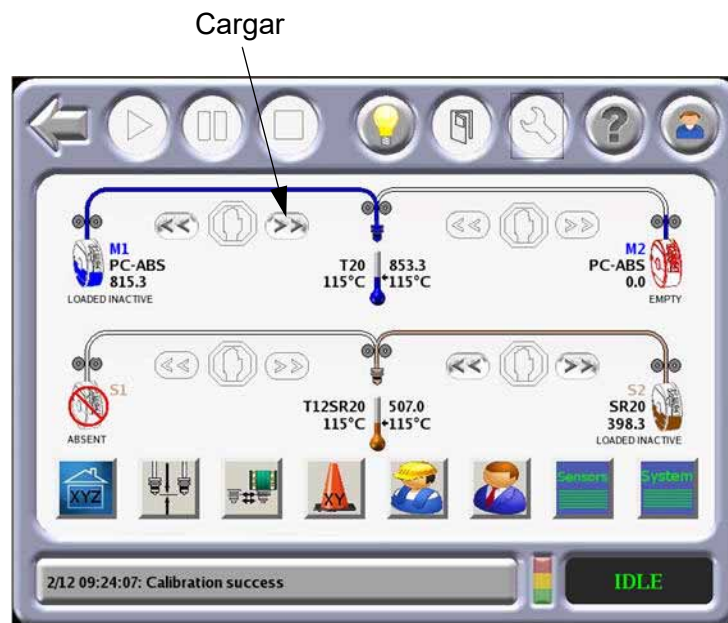 Cargar
M1
PC-ABS
815.3
LOADED INACTIVE
T20 853.3
115°C 115°C
M2
PC-ABS
0.0
EMPTY
S1
ABSENT
T12SR20 507.0
115°C 115°C
S2
SR20
398.3
LOADED INACTIVE
XYZ
XY
Sensors
System
2/12 09:24:07: Calibration success
IDLE